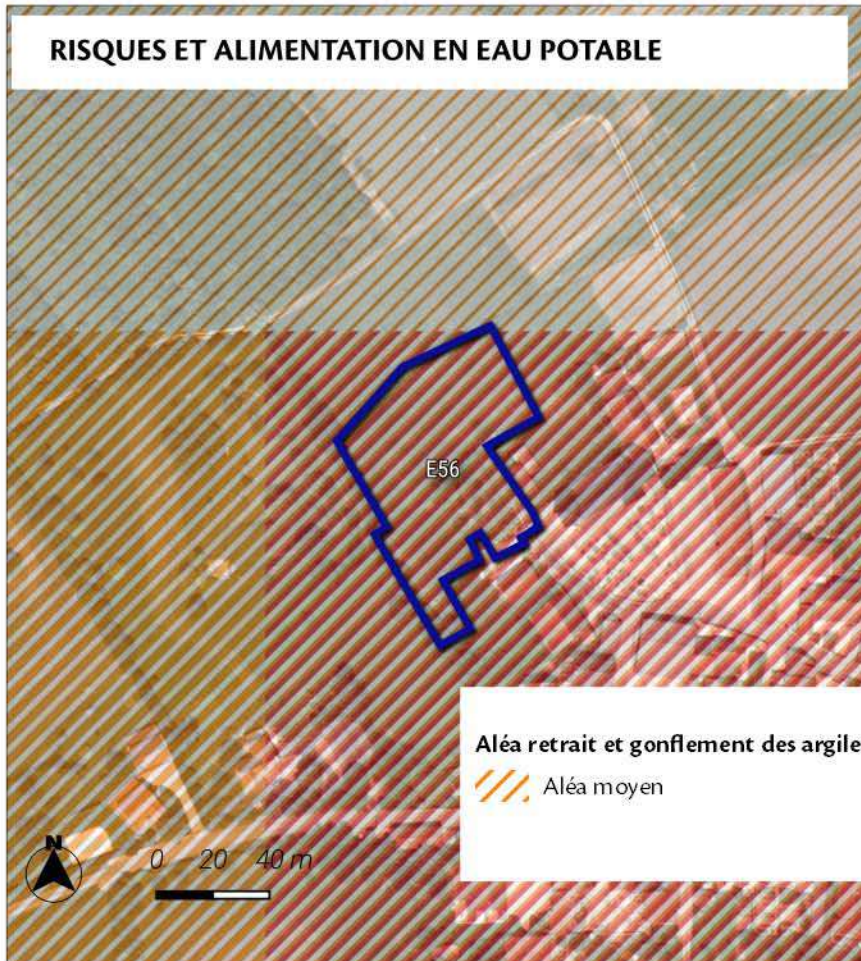 RISQUES ET ALIMENTATION EN EAU POTABLE
E56
Aléa retrait et gonflement des argile
Aléa moyen
N
0 20 40 m